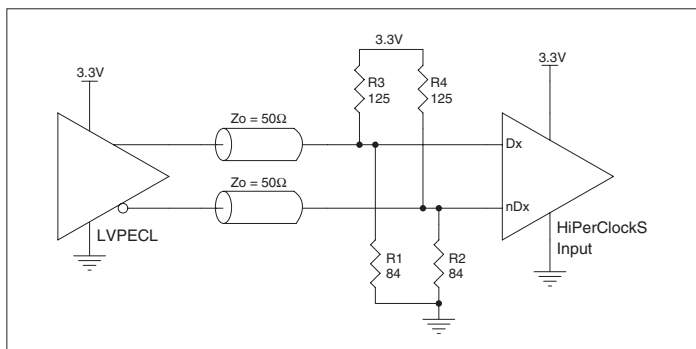 3.3V
3.3V
3.3V
R3
125
R4
125
Zo = 50Ω
Dx
Zo = 50Ω
nDx
LVPECL
HiPerClockS
Input
R1
84
R2
84